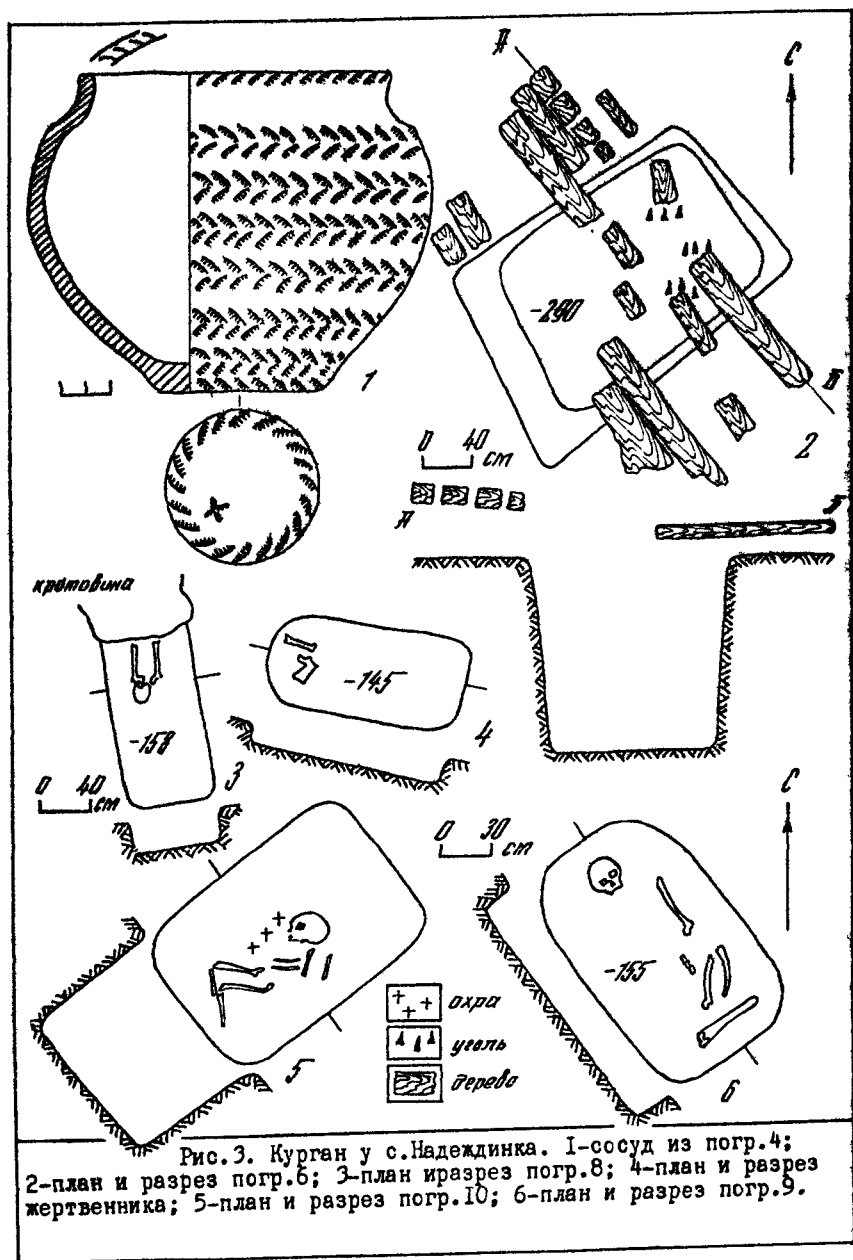 А
С
-290
1
Б
2
0 40
см
А
Б
кротовина
-158
3
-145
4
0 40
см
0 30
см
С
5
-155
6
охра
уголь
дерево
Рис.3. Курган у с.Надеждинка. I-сосуд из погр.4;
2-план и разрез погр.6; 3-план иразрез погр.8; 4-план и разрез
жертвенника; 5-план и разрез погр.10; 6-план и разрез погр.9.